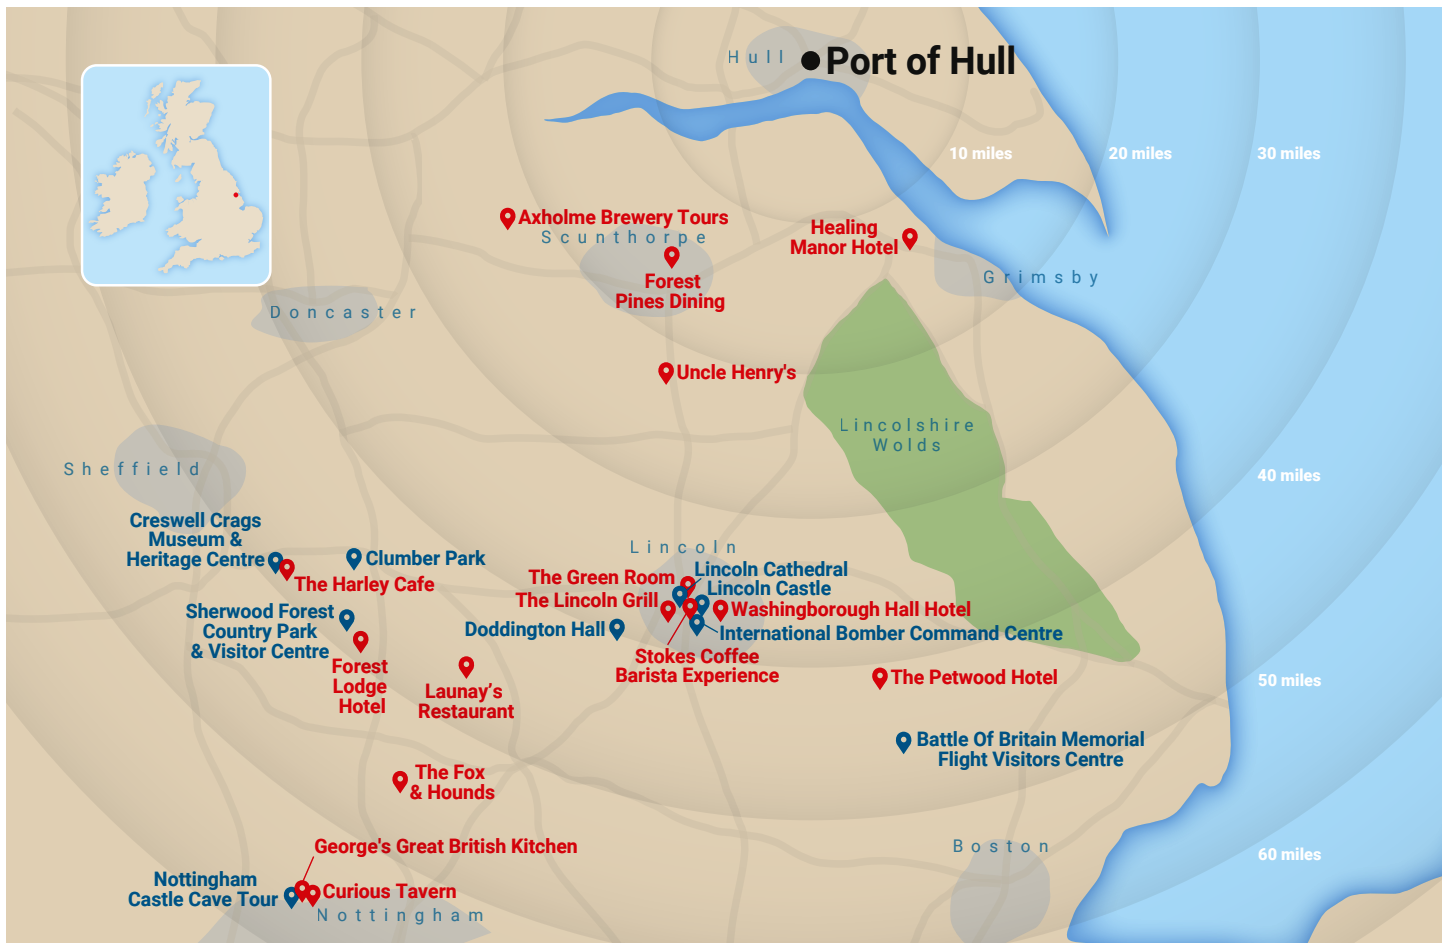 Hull
Port of Hull
10 miles
20 miles
30 miles
Axholme Brewery Tours
Scunthorpe
Healing
Manor Hotel
Forest
Pines Dining
Grimsby
Doncaster
Uncle Henry's
Lincolshire
Wolds
Sheffield
40 miles
Creswell Crags
Museum &
Heritage Centre
The Harley Cafe
Clumber Park
Lincoln
Lincoln Cathedral
The Green Room
Lincoln Castle
The Lincoln Grill
Washingborough Hall Hotel
Sherwood Forest
Country Park
& Visitor Centre
Doddington Hall
International Bomber Command Centre
Forest
Lodge
Hotel
Stokes Coffee
Barista Experience
Launay’s
Restaurant
The Petwood Hotel
50 miles
Battle Of Britain Memorial
Flight Visitors Centre
The Fox
& Hounds
George's Great British Kitchen
Boston
60 miles
Nottingham
Castle Cave Tour
Curious Tavern
Nottingham